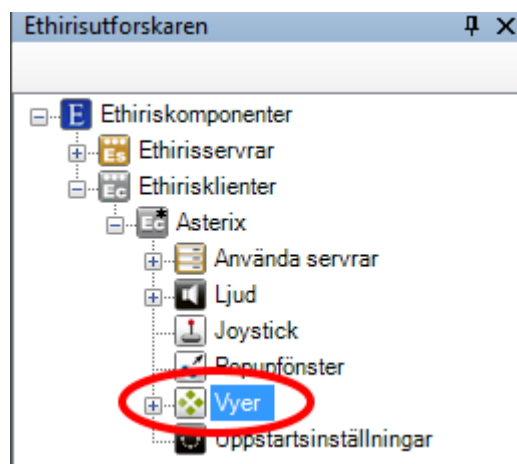 Ethirisutforskaren
Ethiriskomponenter
Ethirisservrar
Ethirisklienter
Asterix
Använda servrar
Ljud
Joystick
Popupfönster
Vyer
Uppstartsinställningar